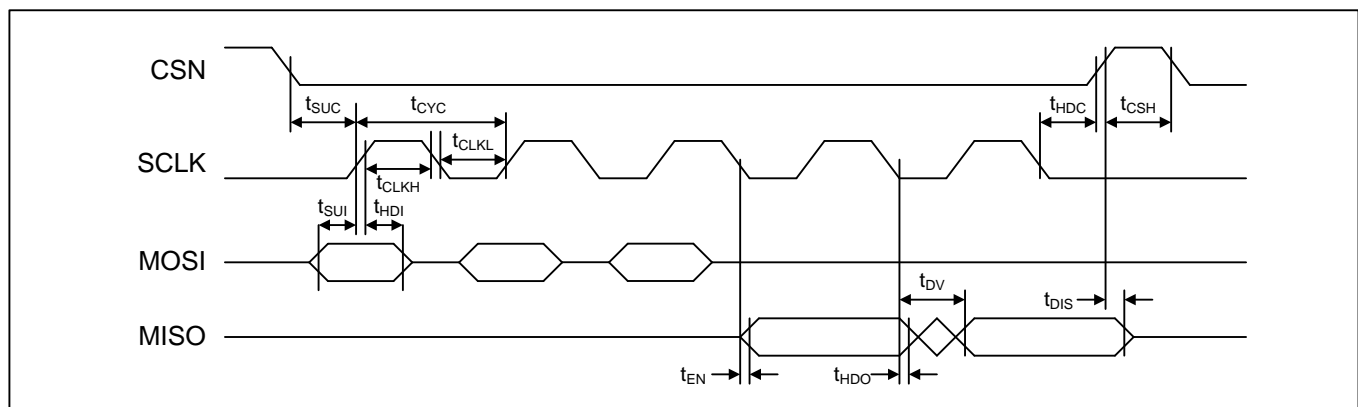 CSN
tSUC
tCYC
tHDC
tCSH
tCLKL
SCLK
tCLKH
tSUI
tHDI
MOSI
tDV
tDIS
MISO
tEN
tHDO